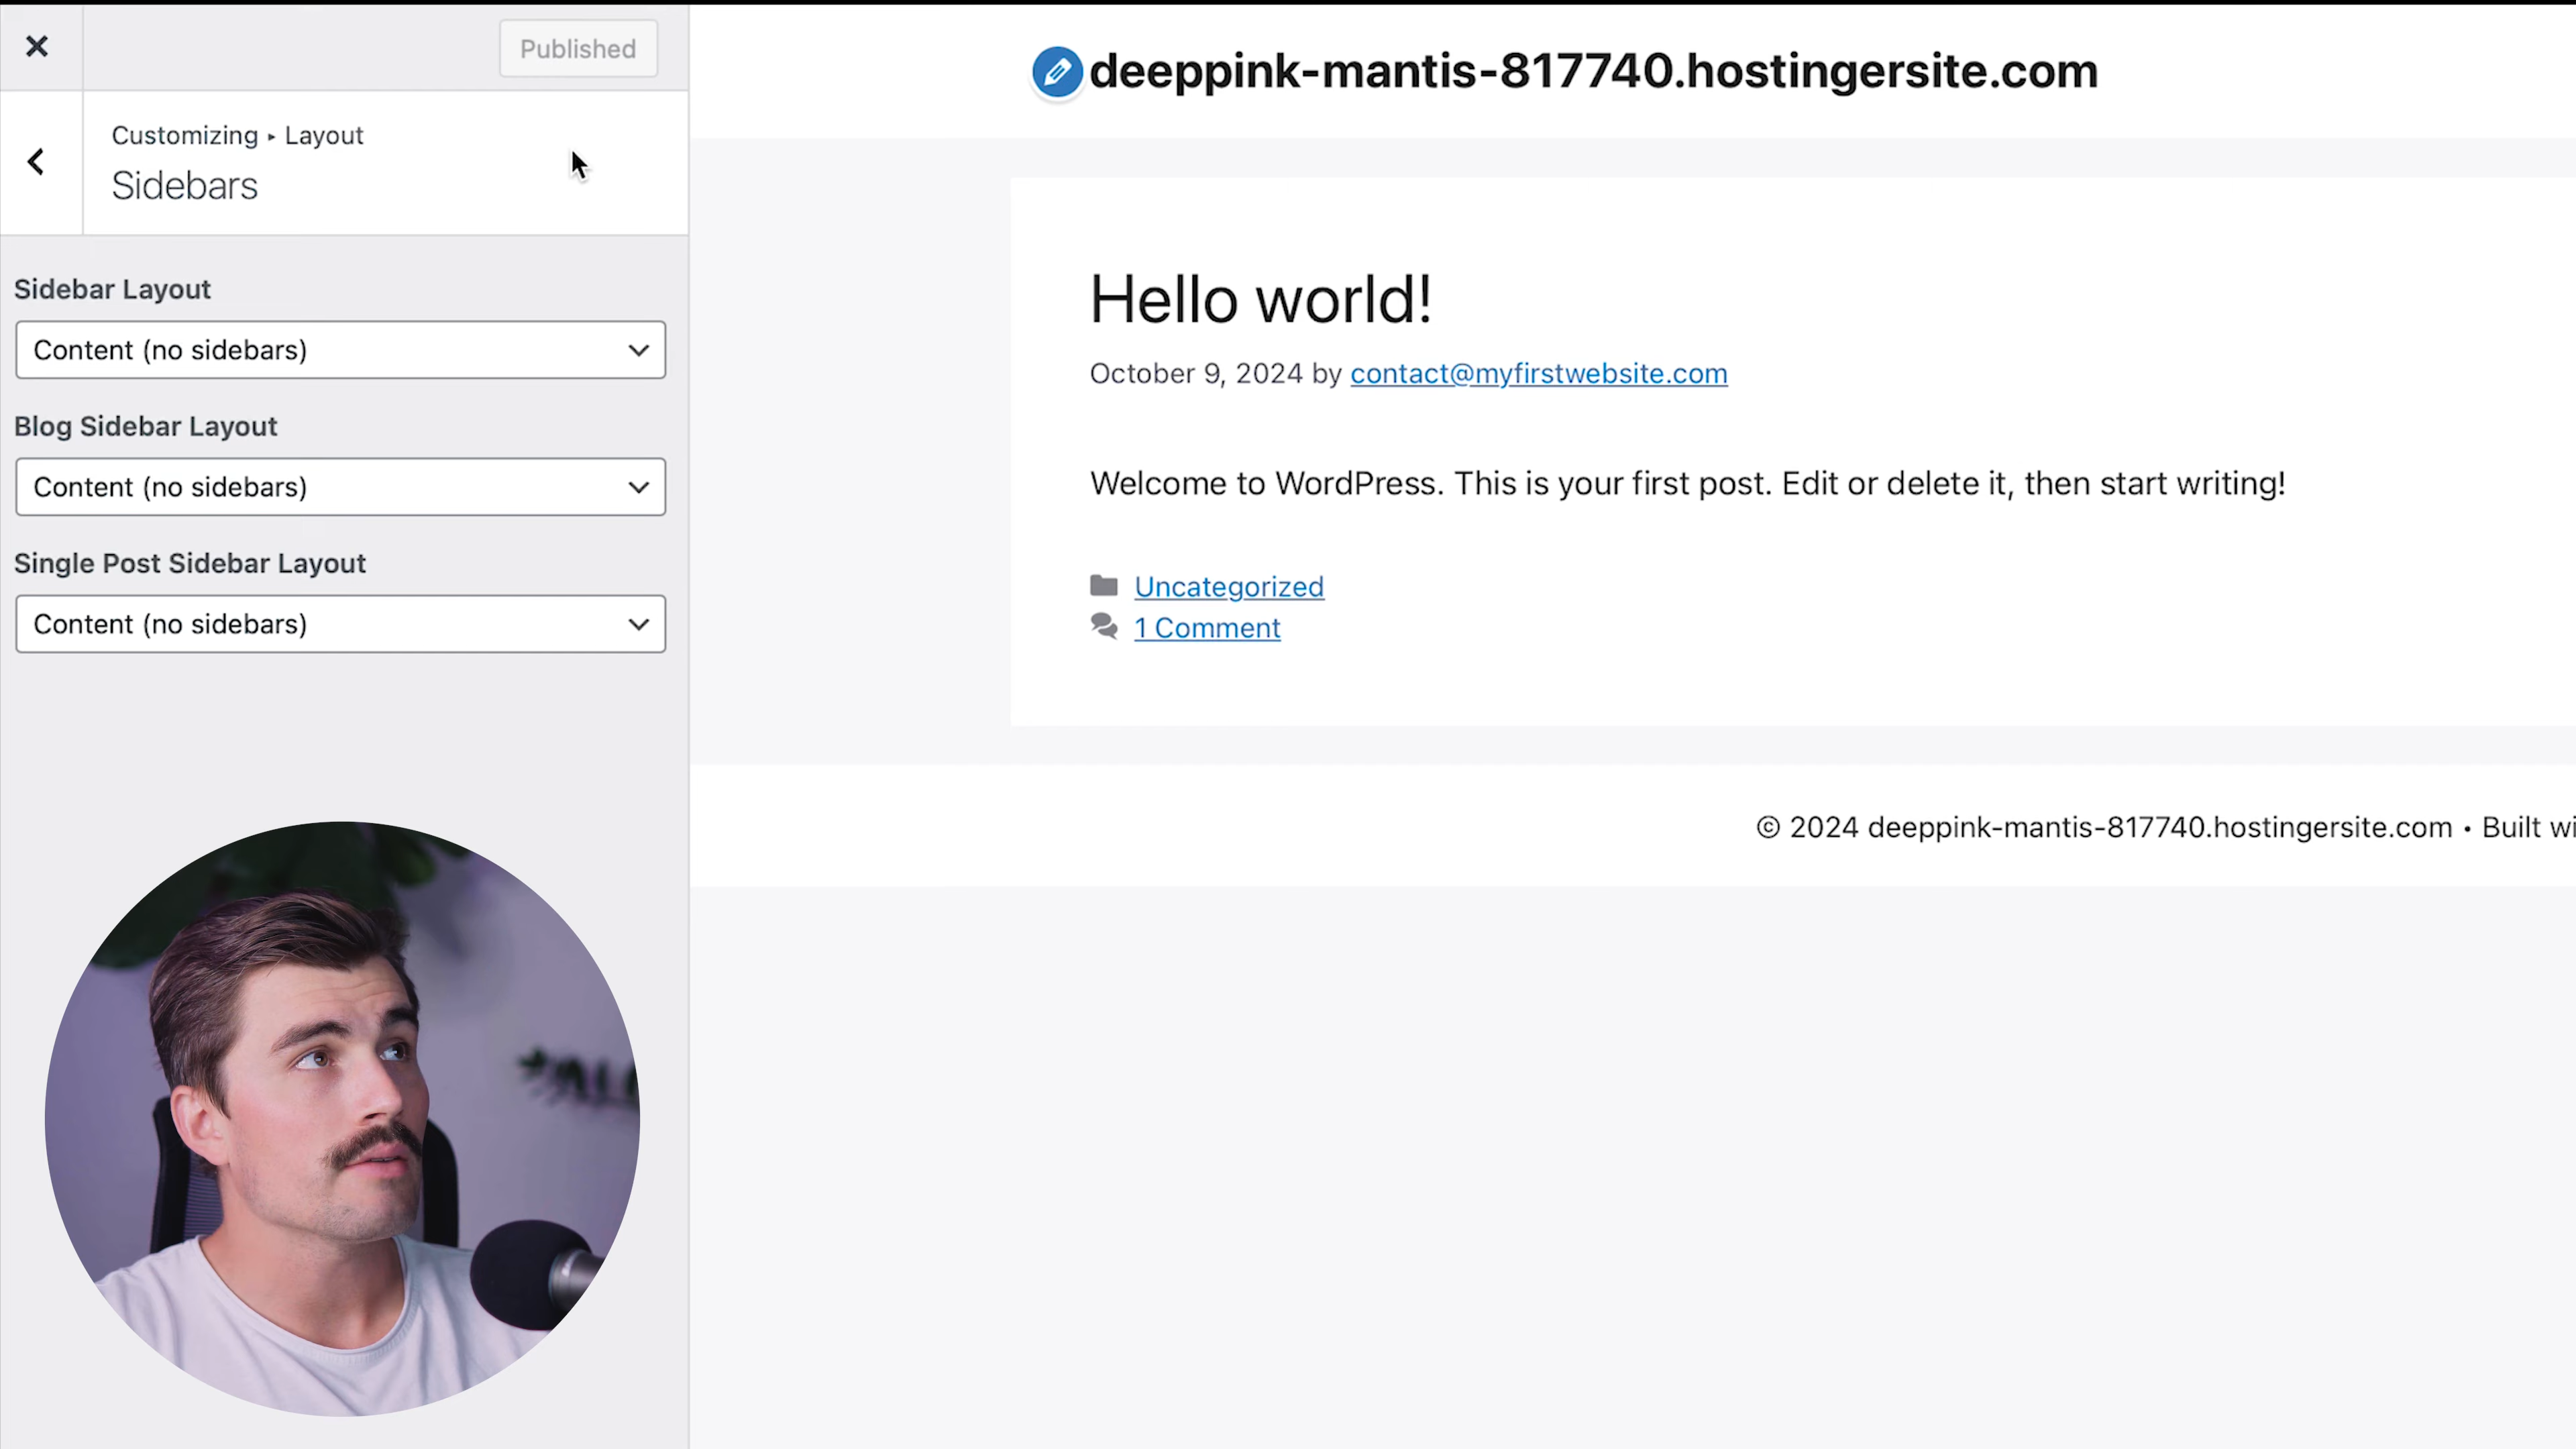 Published
Customizing ▸ Layout
Sidebars
Sidebar Layout
Content (no sidebars)
Blog Sidebar Layout
Content (no sidebars)
Single Post Sidebar Layout
Content (no sidebars)
deeppink-mantis-817740.hostingersite.com
Hello world!
October 9, 2024 by contact@myfirstwebsite.com
Welcome to WordPress. This is your first post. Edit or delete it, then start writing!
Uncategorized
1 Comment
© 2024 deeppink-mantis-817740.hostingersite.com • Built